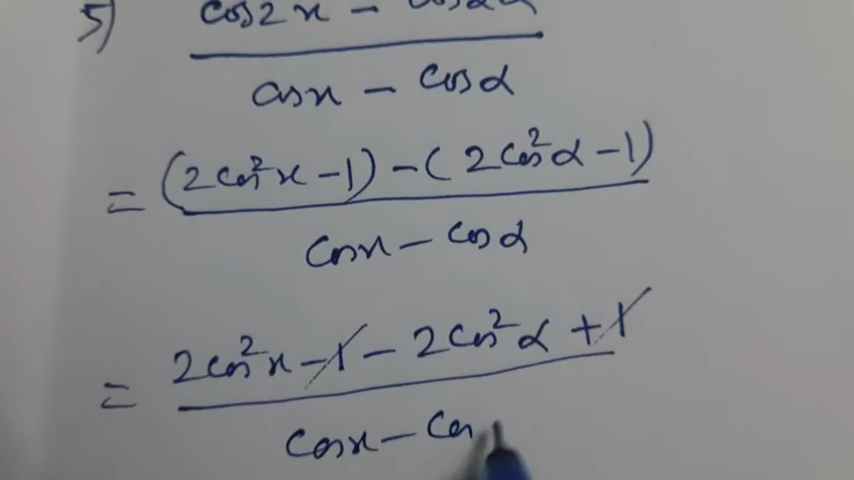 5) cos2x - cos2α
cosx - cosα
= (2cos²x - 1) - (2cos²α - 1)
cosx - cosα
= 2cos²x - 1 - 2cos²α + 1
cosx - cos